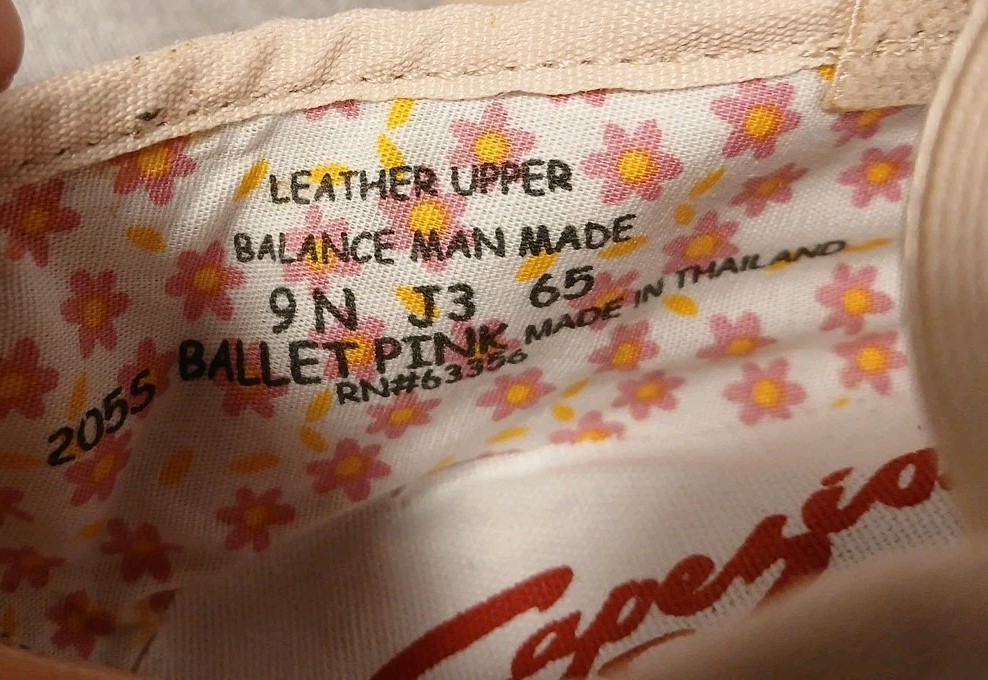 LEATHER UPPER
BALANCE MAN MADE
9N J3 65
BALLET PINK MADE IN THAILAND
2055 RN#63356
Capezio